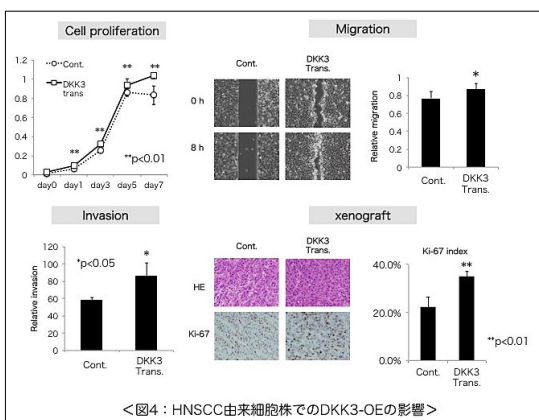 Cell proliferation
Cont.
DKK3
trans
1.2
1
0.8
0.6
0.4
0.2
0
**
**
**
**
**p<0.01
day0 day1 day3 day5 day7
Migration
Cont.
DKK3
Trans.
0 h
8 h
Relative migration
1
0.8
0.6
0.4
0.2
0
*
Cont.
DKK3
Trans.
Invasion
Relative invasion
120
100
80
60
40
20
0
*p<0.05
*
Cont.
DKK3
Trans.
xenograft
Cont.
DKK3
Trans.
HE
Ki-67
Ki-67 index
40.0%
20.0%
0.0%
**
**p<0.01
Cont.
DKK3
Trans.
＜図4：HNSCC由来細胞株でのDKK3-OEの影響＞